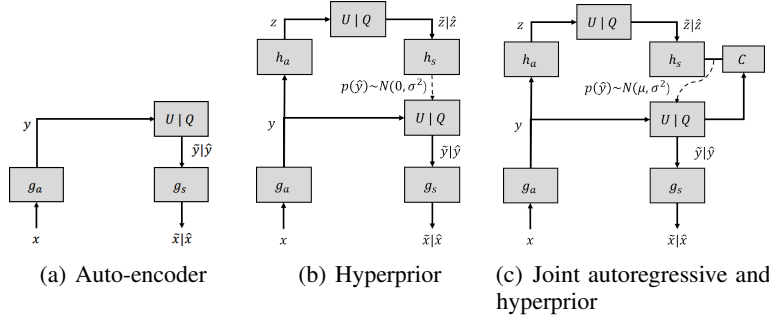 y
U | Q
ỹ|ŷ
g_a
g_s
x
x̃|x̂
(a) Auto-encoder
z
U | Q
z̃|ẑ
h_a
h_s
p(ŷ)~N(0, σ²)
y
U | Q
ỹ|ŷ
g_a
g_s
x
x̃|x̂
(b) Hyperprior
z
U | Q
z̃|ẑ
h_a
h_s
C
p(ŷ)~N(μ, σ²)
y
U | Q
ỹ|ŷ
g_a
g_s
x
x̃|x̂
(c) Joint autoregressive and
hyperprior